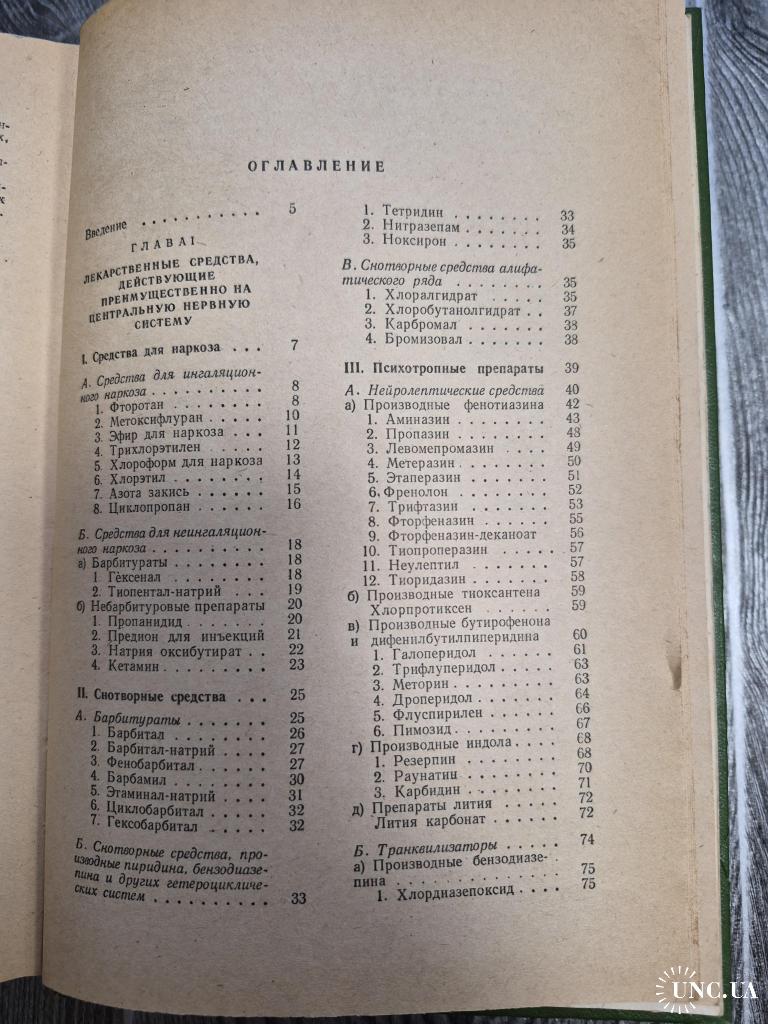 ОГЛАВЛЕНИЕ
Введение . . . . . . . . . . . 5
ГЛАВА I
ЛЕКАРСТВЕННЫЕ СРЕДСТВА,
ДЕЙСТВУЮЩИЕ
ПРЕИМУЩЕСТВЕННО НА
ЦЕНТРАЛЬНУЮ НЕРВНУЮ
СИСТЕМУ
I. Средства для наркоза . . . 7
А. Средства для ингаляцион-
ного наркоза . . . . . . . . . . 8
1. Фторотан . . . . . . . . 8
2. Метоксифлуран . . . . . 10
3. Эфир для наркоза . . . 11
4. Трихлорэтилен . . . . . 12
5. Хлороформ для наркоза 13
6. Хлорэтил . . . . . . . . 14
7. Азота закись . . . . . . 15
8. Циклопропан . . . . . . 16
Б. Средства для неингаляцион-
ного наркоза . . . . . . . . . . 18
а) Барбитураты . . . . . . . . 18
1. Гексенал . . . . . . . . 18
2. Тиопентал-натрий . . . . 19
б) Небарбитуровые препараты 20
1. Пропанидид . . . . . . . 20
2. Предион для инъекций 21
3. Натрия оксибутират . . 22
4. Кетамин . . . . . . . . . 23
II. Снотворные средства . . . 25
А. Барбитураты . . . . . . . 25
1. Барбитал . . . . . . . . 26
2. Барбитал-натрий . . . . 27
3. Фенобарбитал . . . . . . 27
4. Барбамил . . . . . . . . 30
5. Этаминал-натрий . . . . 31
6. Циклобарбитал . . . . . 32
7. Гексобарбитал . . . . . 32
Б. Снотворные средства, про-
изводные пиридина, бензодиазе-
пина и других гетероцикличе-
ских систем . . . . . . . . . . 33
1. Тетридин . . . . . . . . 33
2. Нитразепам . . . . . . . 34
3. Ноксирон . . . . . . . . 35
В. Снотворные средства алифа-
тического ряда . . . . . . . . 35
1. Хлоралгидрат . . . . . 35
2. Хлоробутанолгидрат . . 37
3. Карбромал . . . . . . . 38
4. Бромизовал . . . . . . . 38
III. Психотропные препараты 39
А. Нейролептические средства 40
а) Производные фенотиазина 42
1. Аминазин . . . . . . . . 43
2. Пропазин . . . . . . . . 48
3. Левомепромазин . . . . 49
4. Метеразин . . . . . . . . 50
5. Этаперазин . . . . . . . 51
6. Френолон . . . . . . . . 52
7. Трифтазин . . . . . . . 53
8. Фторфеназин . . . . . . 55
9. Фторфеназин-деканоат 56
10. Тиопроперазин . . . . . 57
11. Неулептил . . . . . . . . 57
12. Тиоридазин . . . . . . . 58
б) Производные тиоксантена 59
Хлорпротиксен . . . . . . 59
в) Производные бутирофенона
и дифенилбутилпиперидина 60
1. Галоперидол . . . . . . 61
2. Трифлуперидол . . . . . 63
3. Меторин . . . . . . . . . 63
4. Дроперидол . . . . . . . 64
5. Флуспирилен . . . . . . 66
6. Пимозид . . . . . . . . . 67
г) Производные индола . . . . 68
1. Резерпин . . . . . . . . 68
2. Раунатин . . . . . . . . 70
3. Карбидин . . . . . . . . 71
д) Препараты лития . . . . . 72
Лития карбонат . . . . . . 72
Б. Транквилизаторы . . . . . 74
а) Производные бензодиазе-
пина . . . . . . . . . . . . . 75
1. Хлордиазепоксид . . . . 75
UNC.UA